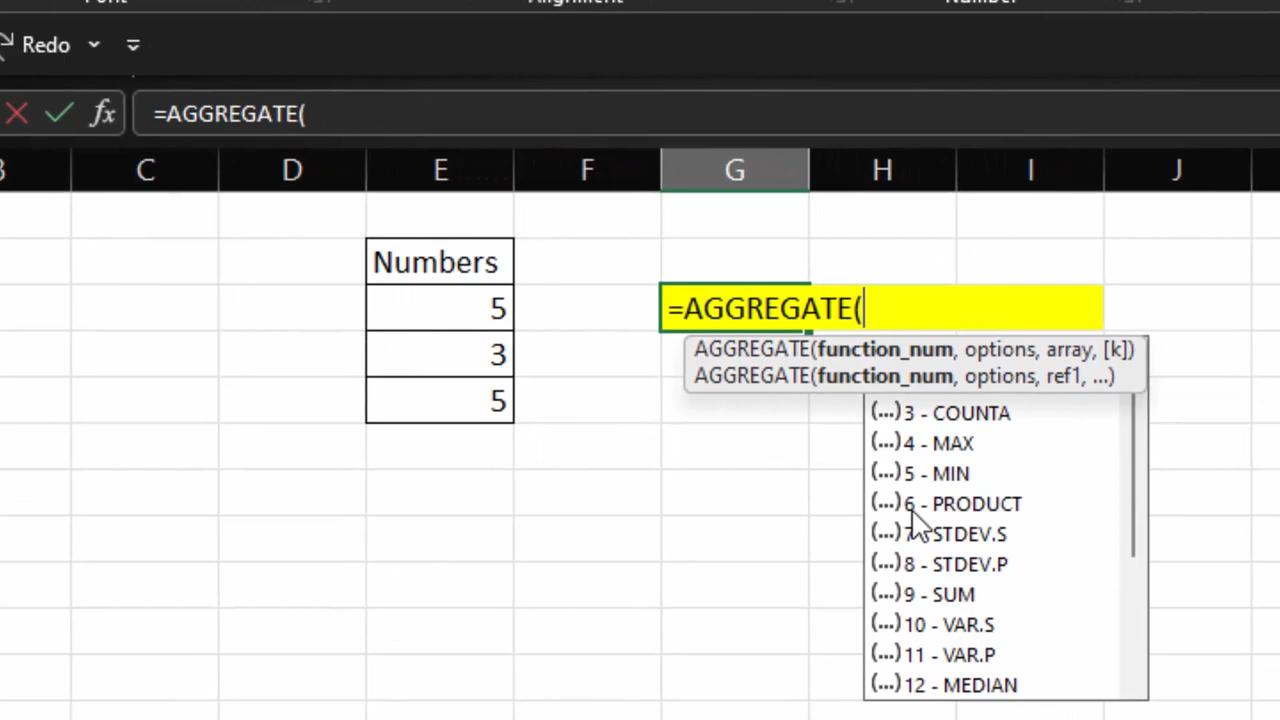 Redo
fx =AGGREGATE(
C D E F G H I J
Numbers
5 =AGGREGATE(
AGGREGATE(function_num, options, array, [k])
3
AGGREGATE(function_num, options, ref1, ...)
5
(...) 3 - COUNTA
(...) 4 - MAX
(...) 5 - MIN
(...) 6 - PRODUCT
(...) 7 - STDEV.S
(...) 8 - STDEV.P
(...) 9 - SUM
(...) 10 - VAR.S
(...) 11 - VAR.P
(...) 12 - MEDIAN